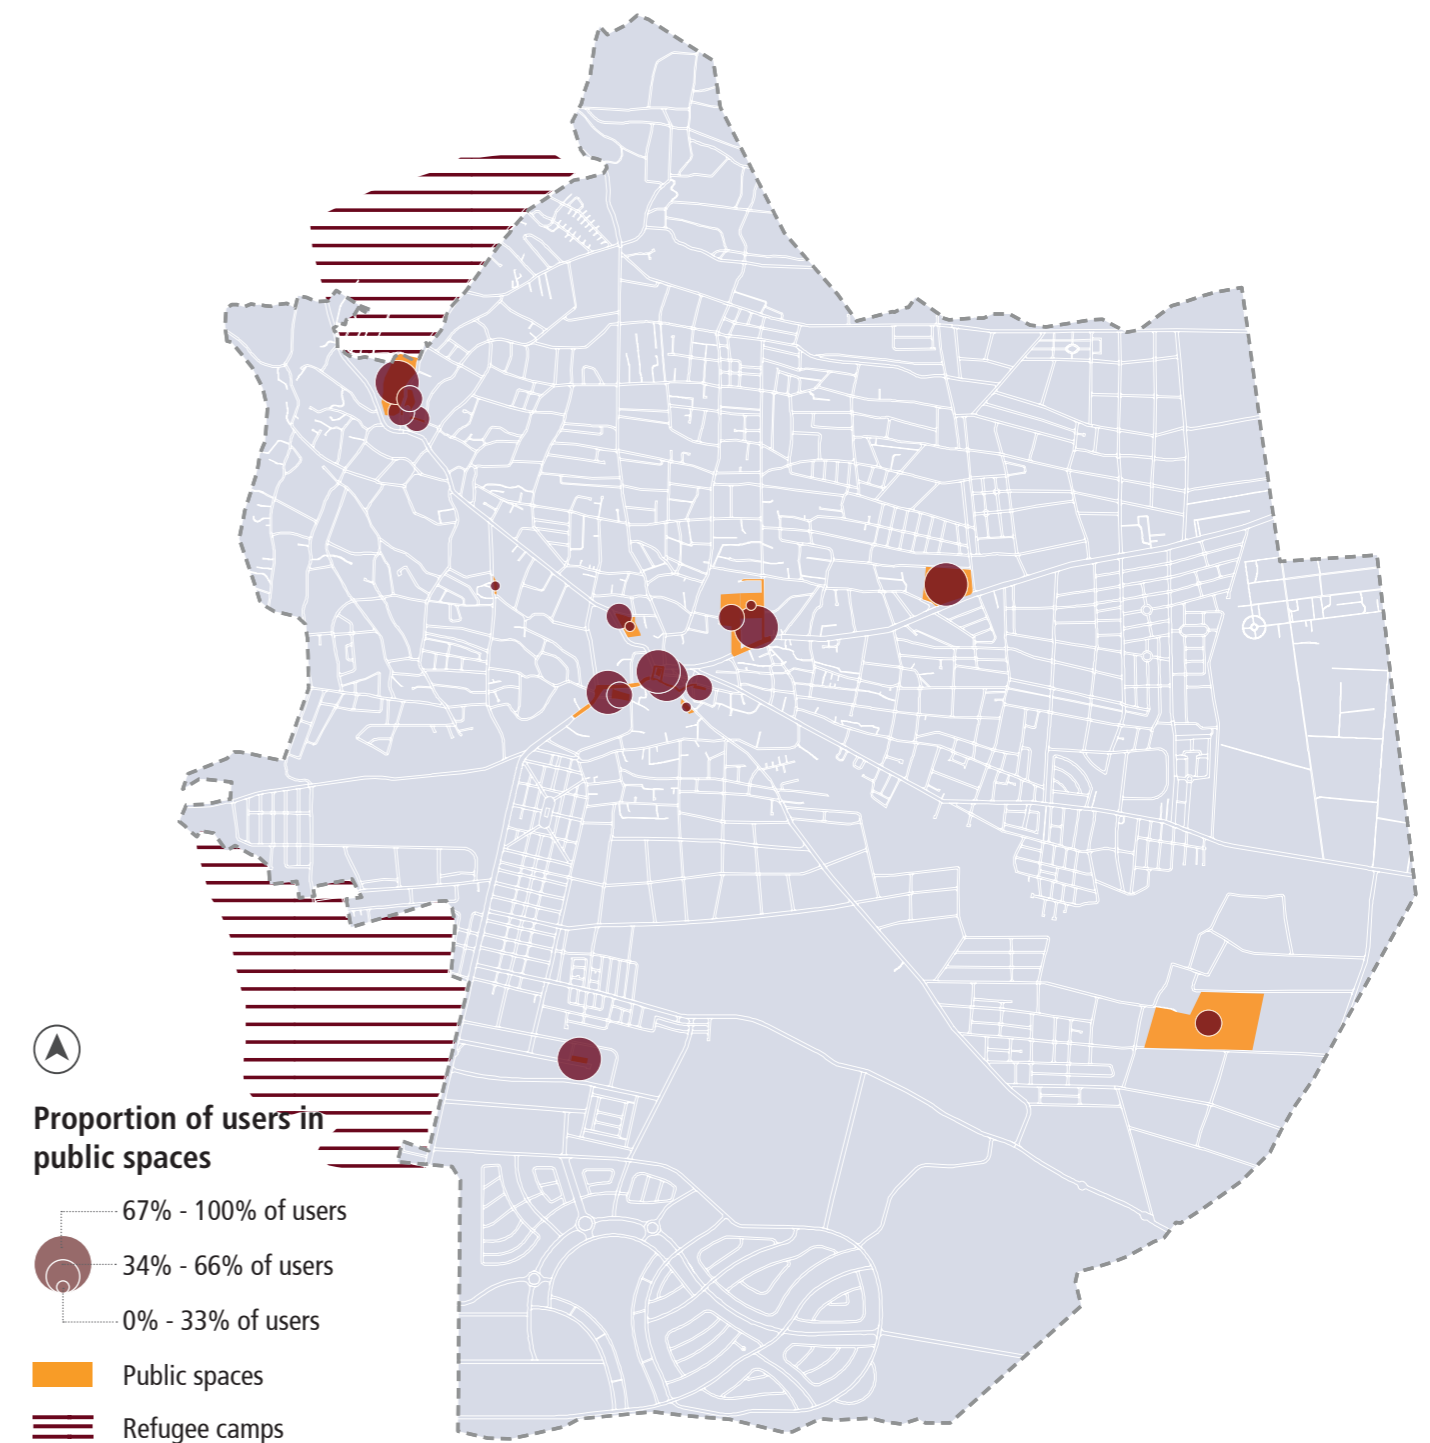 Proportion of users in
public spaces
67% - 100% of users
34% - 66% of users
0% - 33% of users
Public spaces
Refugee camps